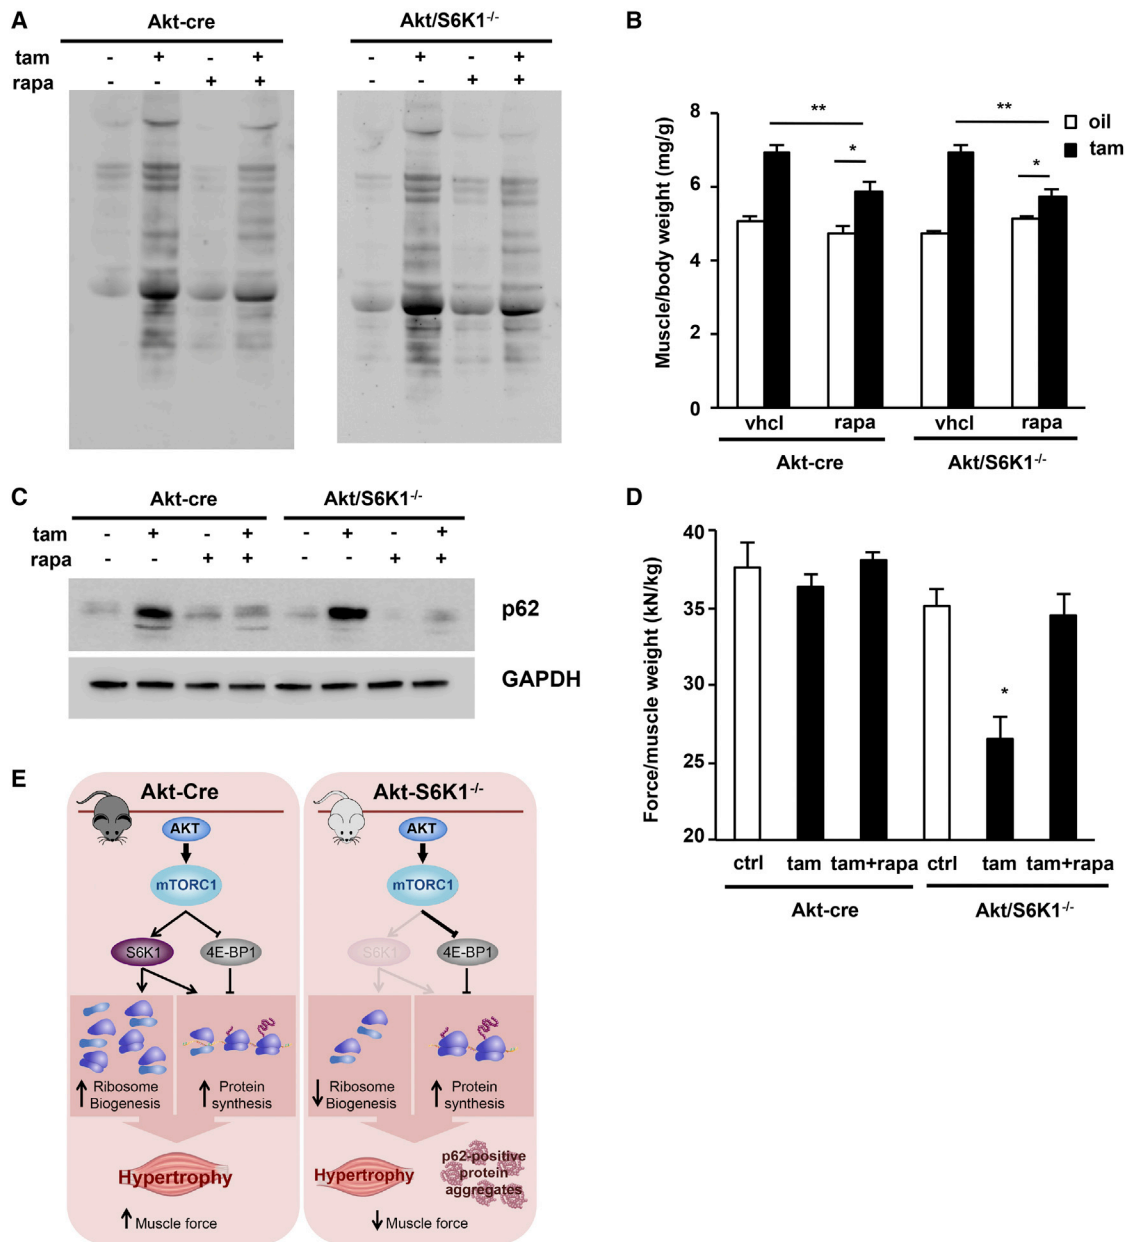 A
Akt-cre
Akt/S6K1-/-
tam - + - + - + - +
rapa - - + + - - + +
B
Muscle/body weight (mg/g)
8
6
4
2
0
** **
* *
oil
tam
vhcl rapa vhcl rapa
Akt-cre Akt/S6K1-/-
C
Akt-cre Akt/S6K1-/-
tam - + - + - + - +
rapa - - + + - - + +
p62
GAPDH
D
Force/muscle weight (kN/kg)
40
35
30
25
20
*
ctrl tam tam+rapa ctrl tam tam+rapa
Akt-cre Akt/S6K1-/-
E
Akt-Cre
AKT
mTORC1
S6K1 4E-BP1
Ribosome
Biogenesis
Protein
synthesis
Hypertrophy
Muscle force
Akt-S6K1-/-
AKT
mTORC1
S6K1 4E-BP1
Ribosome
Biogenesis
Protein
synthesis
Hypertrophy
p62-positive
protein
aggregates
Muscle force